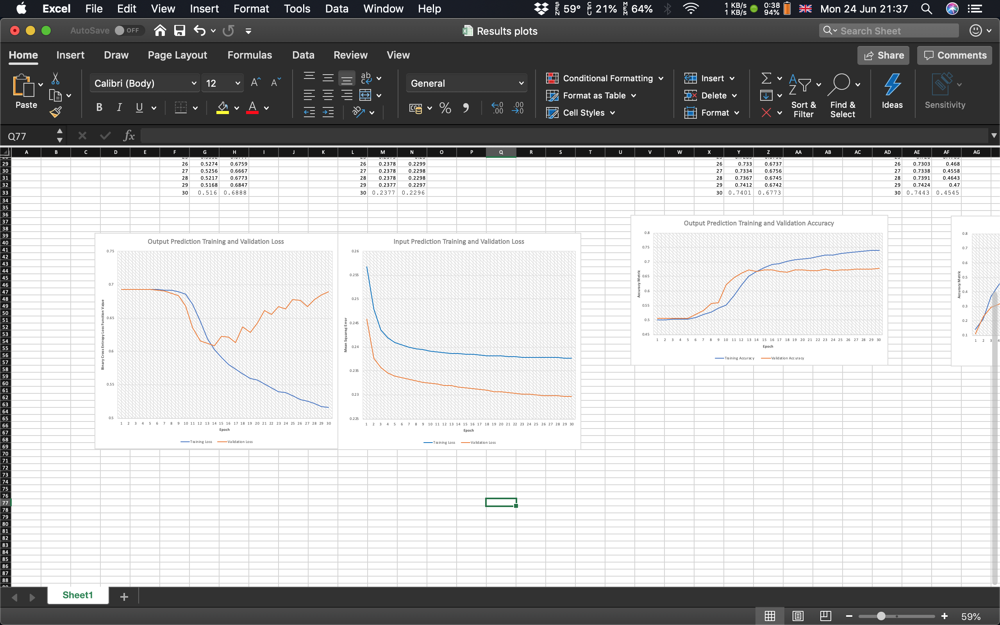 Excel File Edit View Insert Format Tools Data Window Help
SEN 59° CPU 21% MEM 64% 1 KB/s 1 KB/s 0:38 94% Mon 24 Jun 21:37
AutoSave OFF Results plots Search Sheet
Home Insert Draw Page Layout Formulas Data Review View Share Comments
Paste Calibri (Body) 12 General
B I U
Conditional Formatting
Format as Table
Cell Styles
Insert
Delete
Format
Sort & Filter
Find & Select
Ideas
Sensitivity
Q77 fx
A B C D E F G H I J K L M N O P Q R S T U V W X Y Z AA AB AC AD AE AF AG
29 26 0.5274 0.6759 26 0.2378 0.2299 26 0.733 0.6737 26 0.7303 0.468
30 27 0.5256 0.6667 27 0.2378 0.2298 27 0.7334 0.6756 27 0.7338 0.4558
31 28 0.5217 0.6773 28 0.2378 0.2298 28 0.7367 0.6745 28 0.7391 0.4643
32 29 0.5168 0.6847 29 0.2377 0.2297 29 0.7412 0.6742 29 0.7424 0.47
33 30 0.516 0.6888 30 0.2377 0.2296 30 0.7401 0.6773 30 0.7443 0.4545
34
35
36
37
38
39
40
41
42
43
44
45
46
47
48
49
50
51
52
53
54
55
56
57
58
59
60
61
62
63
64
65
66
67
68
69
70
71
72
73
74
75
76
77
78
79
80
81
82
83
84
85
86
87
88
Output Prediction Training and Validation Loss
Binary Cross Entropy Loss Function Value
0.75
0.7
0.65
0.6
0.55
0.5
1 2 3 4 5 6 7 8 9 10 11 12 13 14 15 16 17 18 19 20 21 22 23 24 25 26 27 28 29 30
Epoch
Training Loss Validation Loss
Input Prediction Training and Validation Loss
Mean Squared Error
0.26
0.255
0.25
0.245
0.24
0.235
0.23
0.225
1 2 3 4 5 6 7 8 9 10 11 12 13 14 15 16 17 18 19 20 21 22 23 24 25 26 27 28 29 30
Epoch
Training Loss Validation Loss
Output Prediction Training and Validation Accuracy
Accuracy Metric
0.8
0.75
0.7
0.65
0.6
0.55
0.5
0.45
1 2 3 4 5 6 7 8 9 10 11 12 13 14 15 16 17 18 19 20 21 22 23 24 25 26 27 28 29 30
Epoch
Training Accuracy Validation Accuracy
Accuracy Metric
0.8
0.7
0.6
0.5
0.4
0.3
0.2
0.1
1 2 3 4
Sheet1
59%